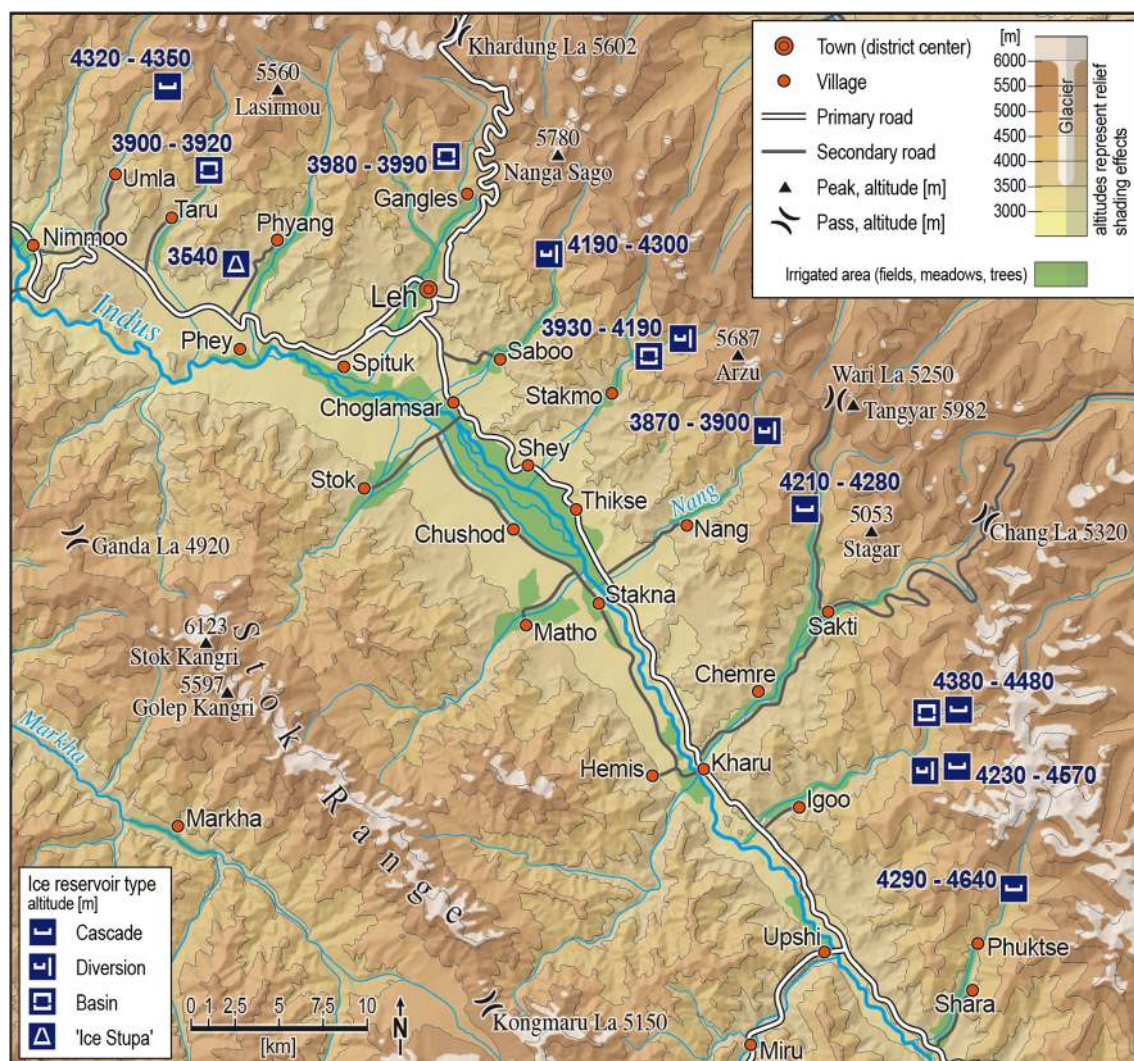 4320 - 4350
5560
Lasirmou
Khardung La 5602
3900 - 3920
Umla
Taru
Phyang
3980 - 3990
Gangles
5780
Nanga Sago
Nimmoo
3540
Leh
4190 - 4300
Indus
Phey
Spituk
Saboo
3930 - 4190
5687
Arzu
Choglamsar
Stakmo
Wari La 5250
Tangyar 5982
3870 - 3900
Stok
Shey
Thikse
Nang
Nang
4210 - 4280
5053
Stagar
Chang La 5320
Ganda La 4920
Chushod
Stakna
Matho
Sakti
6123
Stok Kangri
5597
Golep Kangri
Stok Range
Chemre
4380 - 4480
Markha
Hemis
Kharu
4230 - 4570
Igoo
Markha
4290 - 4640
Upshi
Phuktse
Shara
Kongmaru La 5150
Miru
Town (district center)
Village
Primary road
Secondary road
Peak, altitude [m]
Pass, altitude [m]
[m]
6000
5500
5000
4500
4000
3500
3000
Glacier
altitudes represent relief
shading effects
Irrigated area (fields, meadows, trees)
Ice reservoir type
altitude [m]
Cascade
Diversion
Basin
'Ice Stupa'
0 1 2,5 5 7,5 10
[km]
N